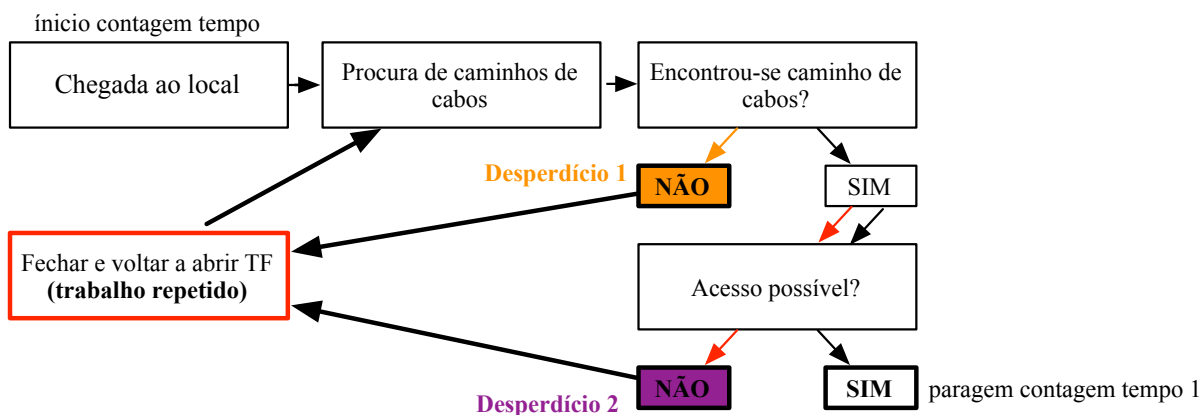 ínicio contagem tempo
Chegada ao local
Procura de caminhos de
cabos
Encontrou-se caminho de
cabos?
Desperdício 1
NÃO
SIM
Fechar e voltar a abrir TF
(trabalho repetido)
Acesso possível?
Desperdício 2
NÃO
SIM
paragem contagem tempo 1